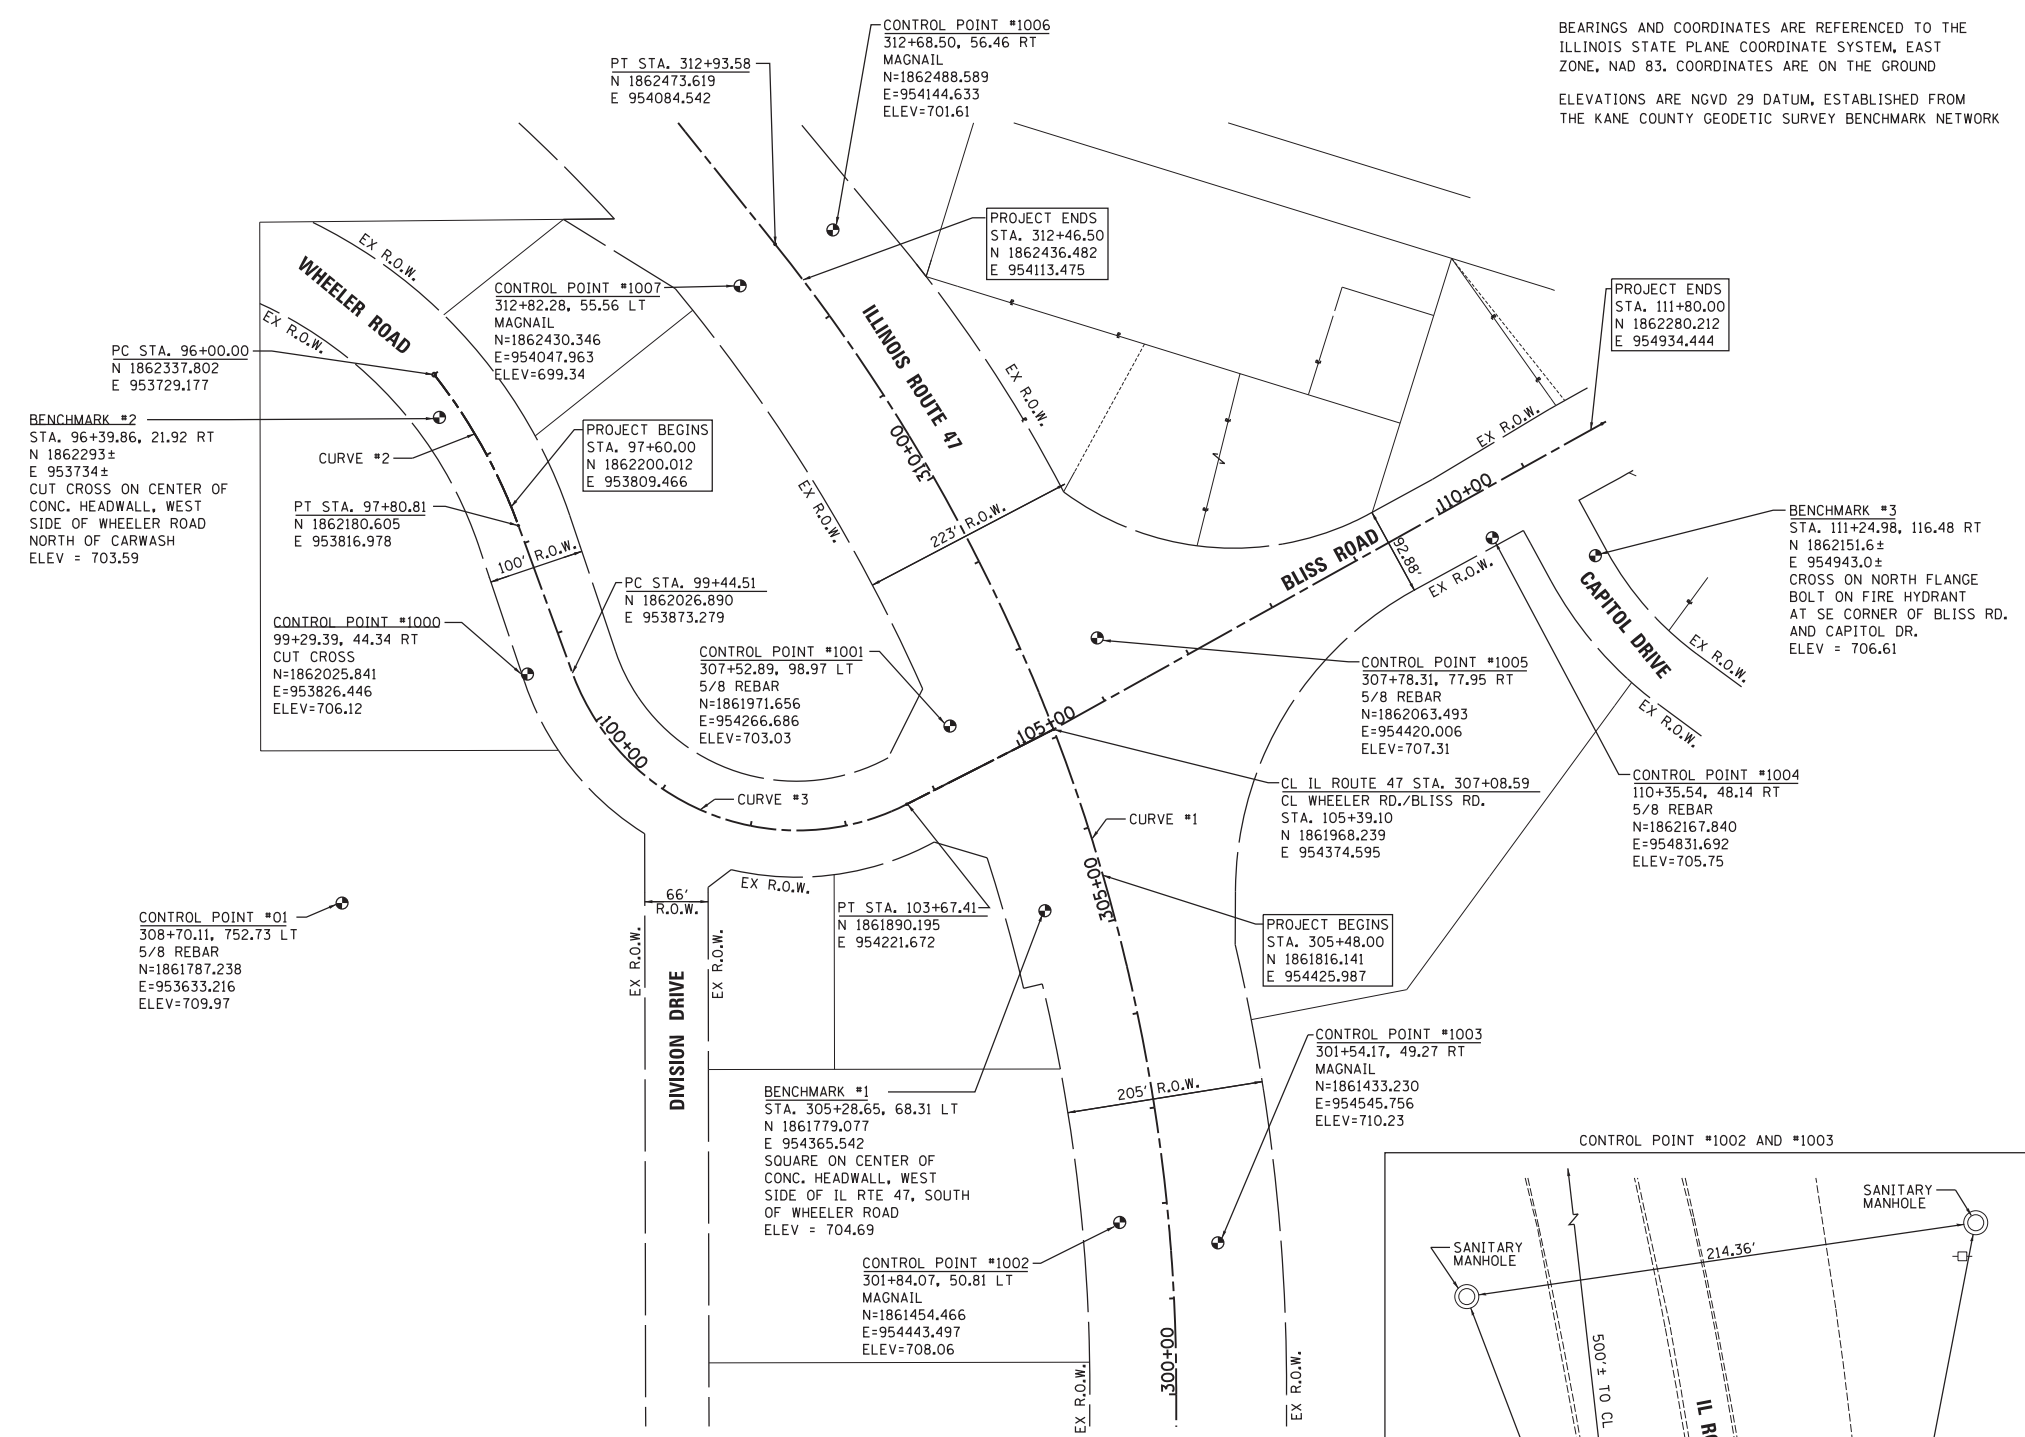 CONTROL POINT #1006
312+68.50, 56.46 RT
MAGNAIL
N=1862488.589
E=954144.633
ELEV=701.61
BEARINGS AND COORDINATES ARE REFERENCED TO THE
ILLINOIS STATE PLANE COORDINATE SYSTEM, EAST
ZONE, NAD 83. COORDINATES ARE ON THE GROUND
ELEVATIONS ARE NGVD 29 DATUM, ESTABLISHED FROM
THE KANE COUNTY GEODETIC SURVEY BENCHMARK NETWORK
PT STA. 312+93.58
N 1862473.619
E 954084.542
PROJECT ENDS
STA. 312+46.50
N 1862436.482
E 954113.475
EX R.O.W.
WHEELER ROAD
EX R.O.W.
CONTROL POINT #1007
312+82.28, 55.56 LT
MAGNAIL
N=1862430.346
E=954047.963
ELEV=699.34
ILLINOIS ROUTE 47
PROJECT ENDS
STA. 111+80.00
N 1862280.212
E 954934.444
PC STA. 96+00.00
N 1862337.802
E 953729.177
EX R.O.W.
EX R.O.W.
BENCHMARK #2
STA. 96+39.86, 21.92 RT
N 1862293±
E 953734±
CUT CROSS ON CENTER OF
CONC. HEADWALL, WEST
SIDE OF WHEELER ROAD
NORTH OF CARWASH
ELEV = 703.59
CURVE #2
PROJECT BEGINS
STA. 97+60.00
N 1862200.012
E 953809.466
310+00
EX R.O.W.
110+00
PT STA. 97+80.81
N 1862180.605
E 953816.978
223' R.O.W.
BLISS ROAD
92.88'
BENCHMARK #3
STA. 111+24.98, 116.48 RT
N 1862151.6±
E 954943.0±
CROSS ON NORTH FLANGE
BOLT ON FIRE HYDRANT
AT SE CORNER OF BLISS RD.
AND CAPITOL DR.
ELEV = 706.61
100' R.O.W.
EX R.O.W.
CAPITOL DRIVE
EX R.O.W.
EX R.O.W.
PC STA. 99+44.51
N 1862026.890
E 953873.279
CONTROL POINT #1000
99+29.39, 44.34 RT
CUT CROSS
N=1862025.841
E=953826.446
ELEV=706.12
CONTROL POINT #1001
307+52.89, 98.97 LT
5/8 REBAR
N=1861971.656
E=954266.686
ELEV=703.03
CONTROL POINT #1005
307+78.31, 77.95 RT
5/8 REBAR
N=1862063.493
E=954420.006
ELEV=707.31
100+00
105+00
CURVE #3
CURVE #1
CL IL ROUTE 47 STA. 307+08.59
CL WHEELER RD./BLISS RD.
STA. 105+39.10
N 1861968.239
E 954374.595
CONTROL POINT #1004
110+35.54, 48.14 RT
5/8 REBAR
N=1862167.840
E=954831.692
ELEV=705.75
305+00
EX R.O.W.
66'
R.O.W.
PT STA. 103+67.41
N 1861890.195
E 954221.672
CONTROL POINT #01
308+70.11, 752.73 LT
5/8 REBAR
N=1861787.238
E=953633.216
ELEV=709.97
PROJECT BEGINS
STA. 305+48.00
N 1861816.141
E 954425.987
EX R.O.W.
EX R.O.W.
DIVISION DRIVE
CONTROL POINT #1003
301+54.17, 49.27 RT
MAGNAIL
N=1861433.230
E=954545.756
ELEV=710.23
BENCHMARK #1
STA. 305+28.65, 68.31 LT
N 1861779.077
E 954365.542
SQUARE ON CENTER OF
CONC. HEADWALL, WEST
SIDE OF IL RTE 47, SOUTH
OF WHEELER ROAD
ELEV = 704.69
205' R.O.W.
CONTROL POINT #1002
301+84.07, 50.81 LT
MAGNAIL
N=1861454.466
E=954443.497
ELEV=708.06
300+00
EX R.O.W.
EX R.O.W.
CONTROL POINT #1002 AND #1003
SANITARY
MANHOLE
SANITARY
MANHOLE
214.36'
500'± TO CL
IL RO